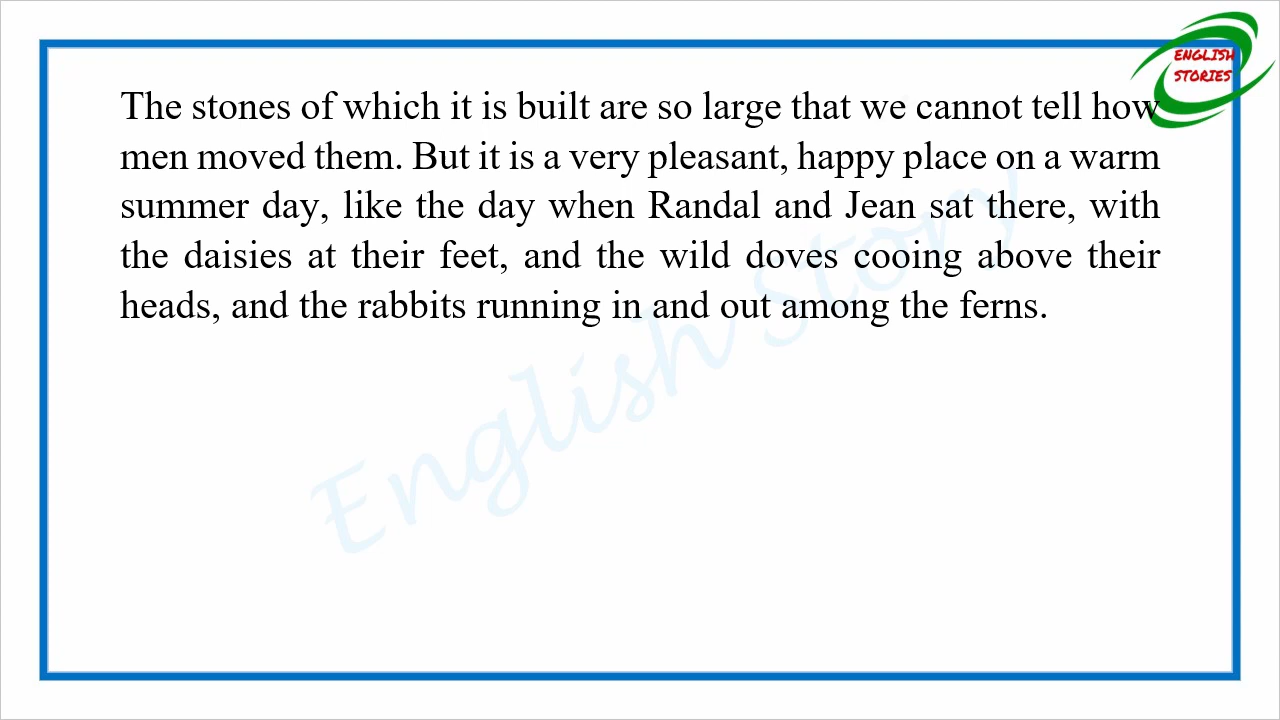 ENGLISH
STORIES
The stones of which it is built are so large that we cannot tell how
men moved them. But it is a very pleasant, happy place on a warm
summer day, like the day when Randal and Jean sat there, with
the daisies at their feet, and the wild doves cooing above their
heads, and the rabbits running in and out among the ferns.
English Story